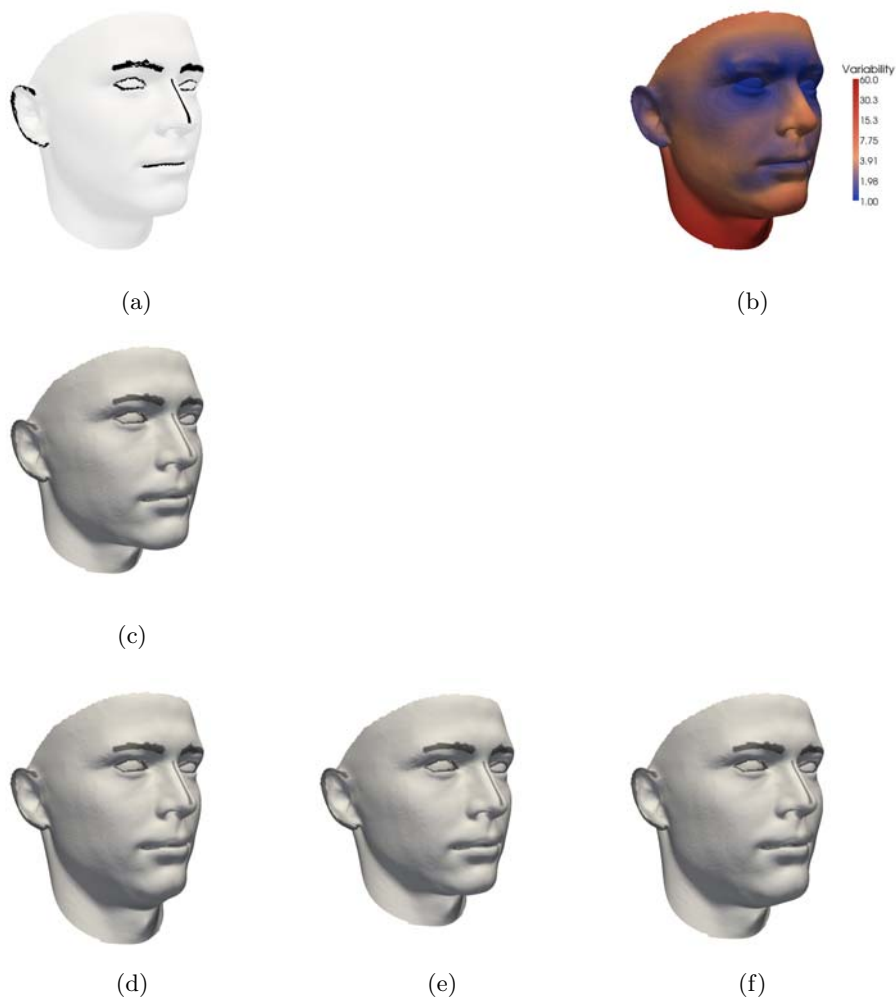 Variability
60.0
30.3
15.3
7.75
3.91
1.98
1.00
(a)
(b)
(c)
(d)
(e)
(f)